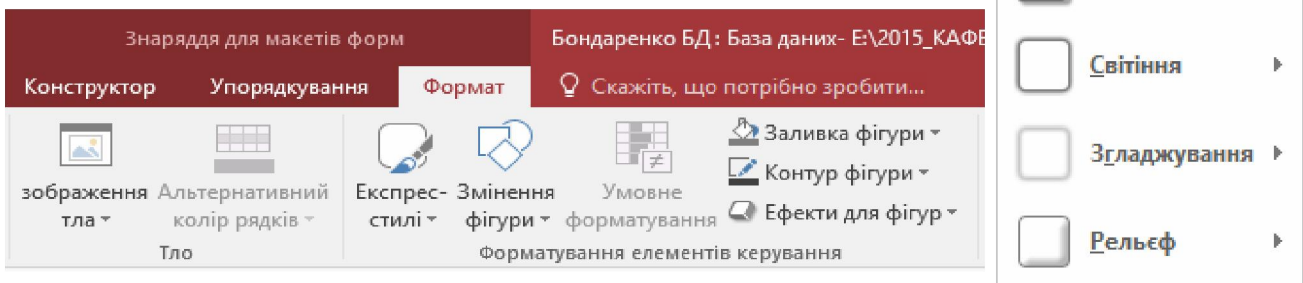 Знаряддя для макетів форм
Бондаренко БД: База даних- E:\2015_КАФЕ
Конструктор Упорядкування Формат Скажіть, що потрібно зробити...
зображення тла
Альтернативний колір рядків
Експрес-стилі
Змінення фігури
Умовне форматування
Заливка фігури
Контур фігури
Ефекти для фігур
Тло
Форматування елементів керування
Світіння
Згладжування
Рельєф